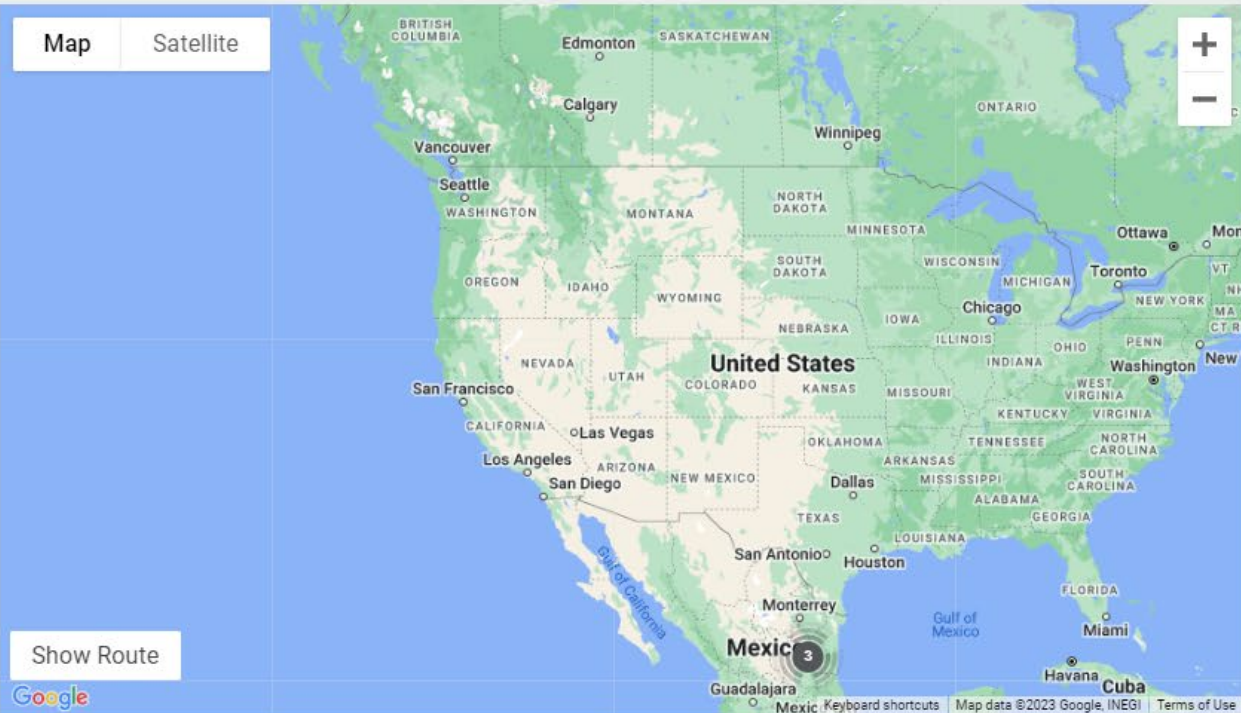 Map
Satellite
BRITISH
COLUMBIA
Edmonton
SASKATCHEWAN
+
−
Calgary
ONTARIO
Winnipeg
Vancouver
Seattle
WASHINGTON
MONTANA
NORTH
DAKOTA
MINNESOTA
Ottawa
Mon
OREGON
IDAHO
SOUTH
DAKOTA
WISCONSIN
MICHIGAN
Toronto
VT
NH
WYOMING
NEW YORK
MA
CT R
Chicago
NEBRASKA
IOWA
ILLINOIS
INDIANA
OHIO
PENN
New
NEVADA
UTAH
United States
COLORADO
KANSAS
MISSOURI
Washington
WEST
VIRGINIA
San Francisco
KENTUCKY
VIRGINIA
CALIFORNIA
Las Vegas
OKLAHOMA
TENNESSEE
NORTH
CAROLINA
Los Angeles
ARIZONA
NEW MEXICO
ARKANSAS
San Diego
Dallas
MISSISSIPPI
SOUTH
CAROLINA
ALABAMA
TEXAS
GEORGIA
LOUISIANA
San Antonio
Houston
Gulf of California
FLORIDA
Monterrey
Gulf of
Mexico
Miami
Show Route
Mexic
3
Havana
Cuba
Guadalajara
Mexic
Google
Keyboard shortcuts
Map data ©2023 Google, INEGI
Terms of Use